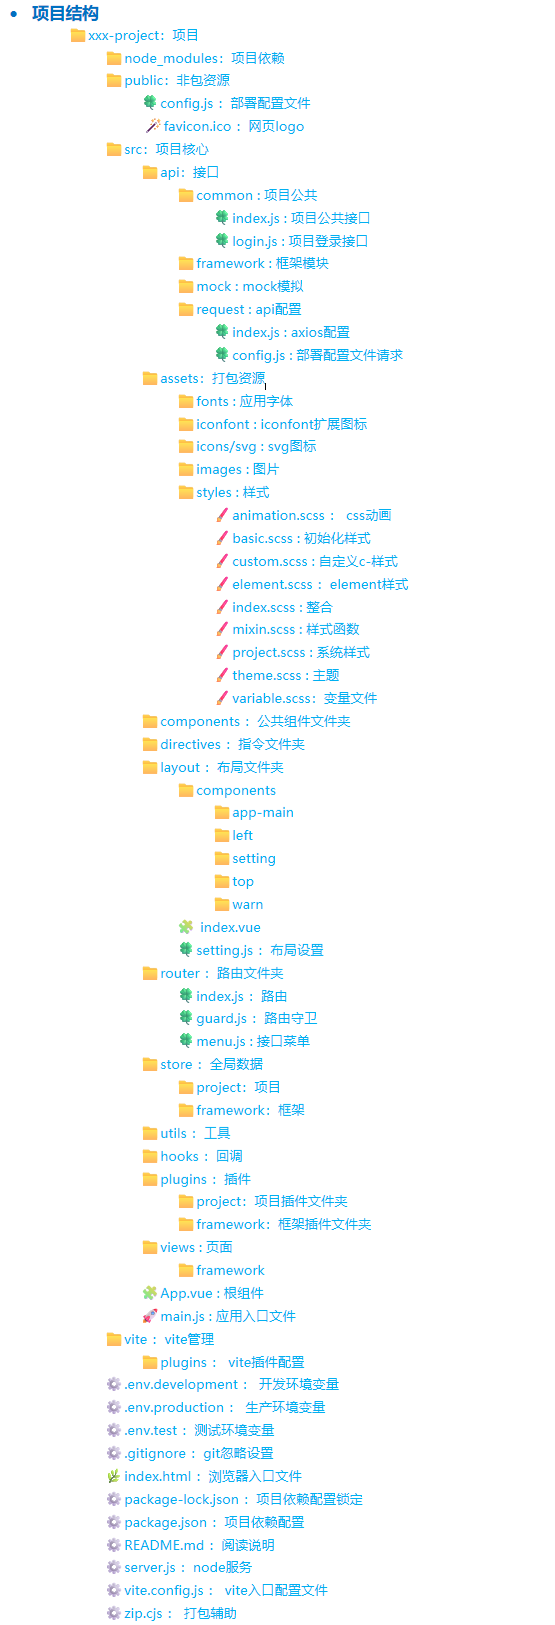 项目结构
xxx-project：项目
node_modules：项目依赖
public：非包资源
config.js ：部署配置文件
favicon.ico ：网页logo
src：项目核心
api：接口
common : 项目公共
index.js : 项目公共接口
login.js : 项目登录接口
framework : 框架模块
mock : mock模拟
request : api配置
index.js : axios配置
config.js : 部署配置文件请求
assets：打包资源
fonts : 应用字体
iconfont : iconfont扩展图标
icons/svg : svg图标
images : 图片
styles : 样式
animation.scss ： css动画
basic.scss : 初始化样式
custom.scss : 自定义c-样式
element.scss ：element样式
index.scss : 整合
mixin.scss : 样式函数
project.scss : 系统样式
theme.scss : 主题
variable.scss：变量文件
components ：公共组件文件夹
directives ：指令文件夹
layout ：布局文件夹
components
app-main
left
setting
top
warn
index.vue
setting.js ：布局设置
router ：路由文件夹
index.js ：路由
guard.js ：路由守卫
menu.js : 接口菜单
store ：全局数据
project：项目
framework：框架
utils ：工具
hooks ：回调
plugins ：插件
project：项目插件文件夹
framework：框架插件文件夹
views : 页面
framework
App.vue : 根组件
main.js : 应用入口文件
vite ：vite管理
plugins ： vite插件配置
.env.development ： 开发环境变量
.env.production ： 生产环境变量
.env.test ：测试环境变量
.gitignore ：git忽略设置
index.html ：浏览器入口文件
package-lock.json ：项目依赖配置锁定
package.json ：项目依赖配置
README.md ：阅读说明
server.js ：node服务
vite.config.js ： vite入口配置文件
zip.cjs ： 打包辅助